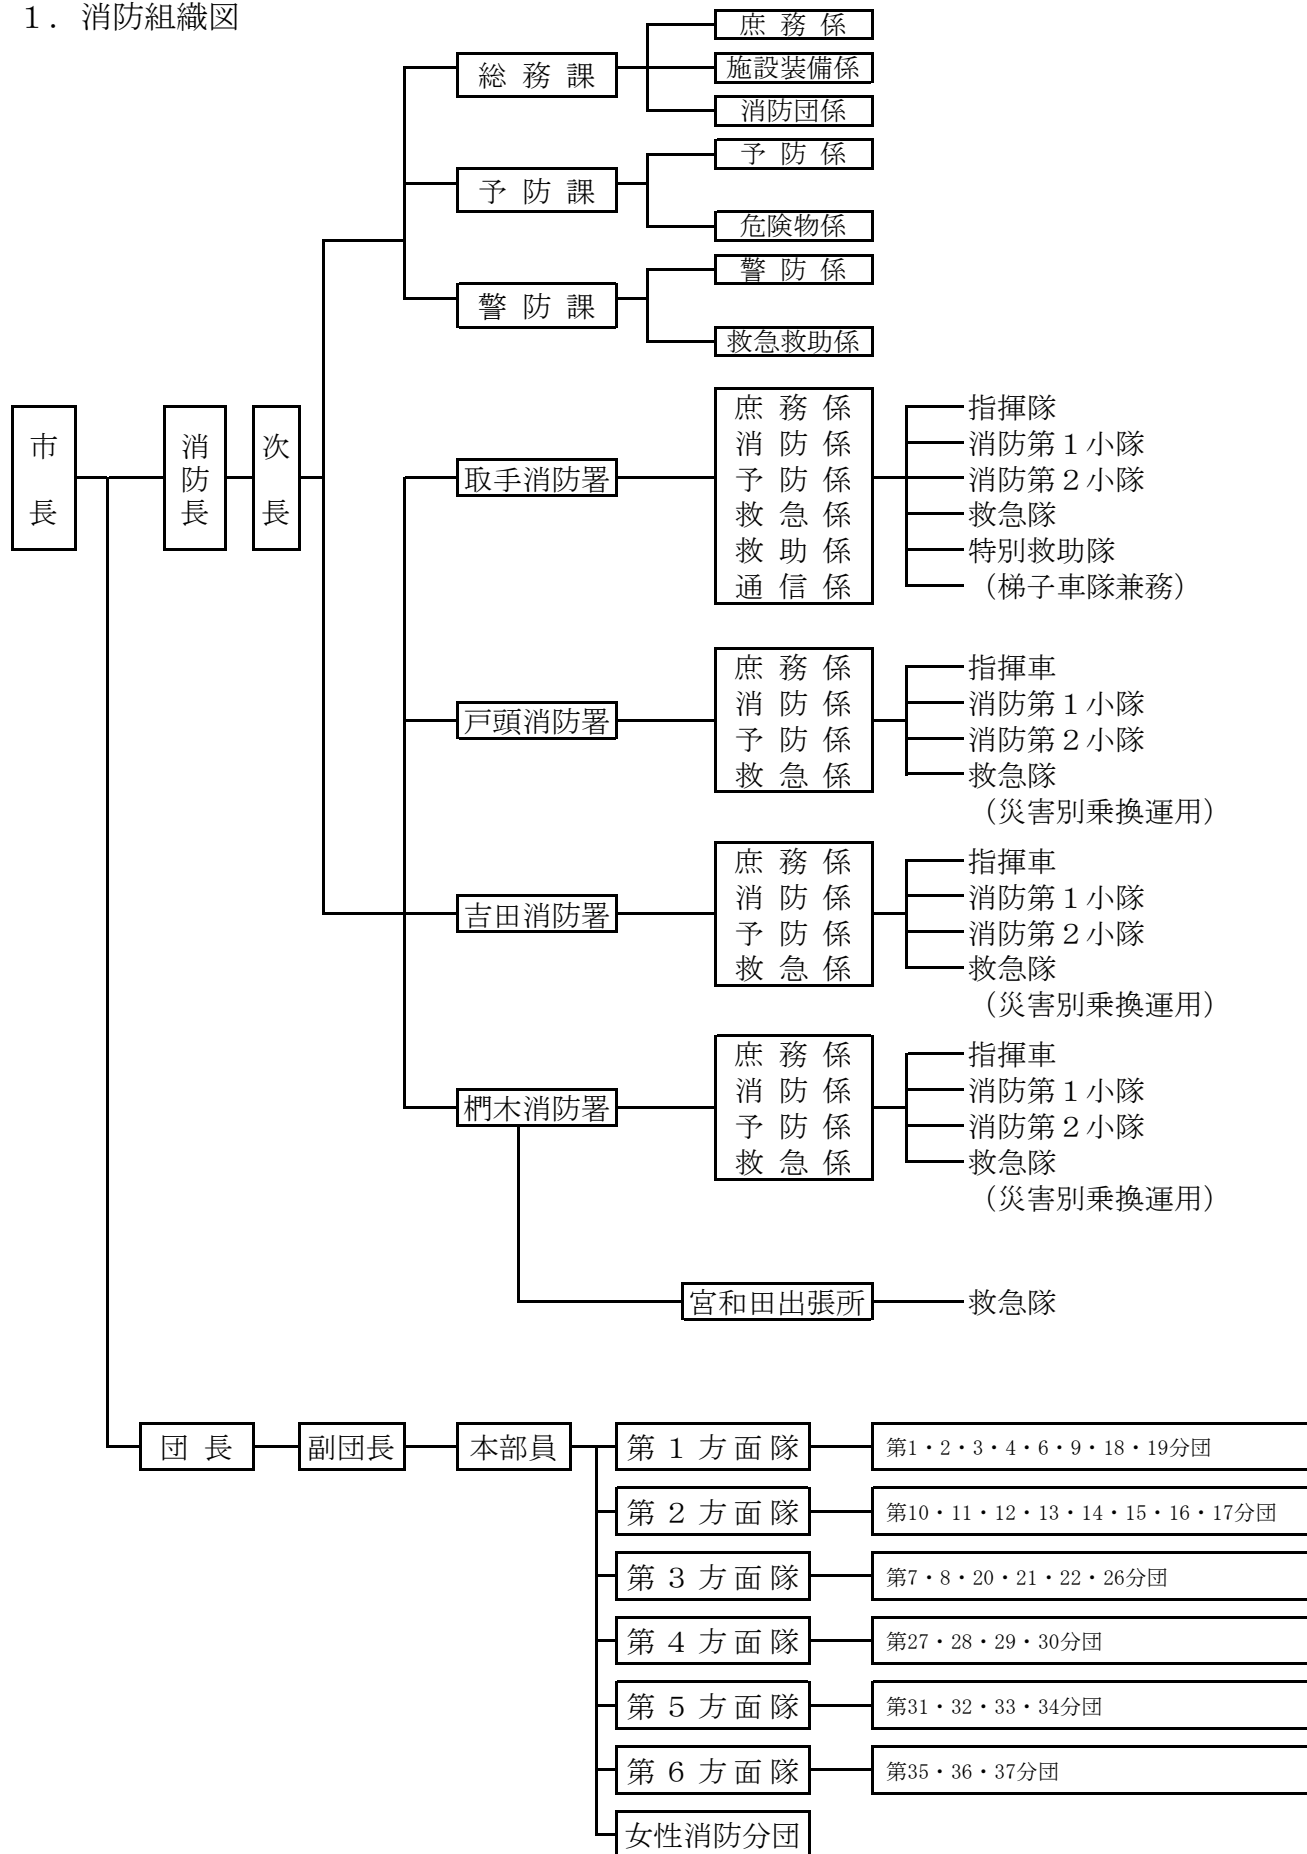 １．消防組織図
庶 務 係
総 務 課
施設装備係
消防団係
予 防 係
予 防 課
危険物係
警 防 係
警 防 課
救急救助係
市長
消防長
次長
取手消防署
庶 務 係
消 防 係
予 防 係
救 急 係
救 助 係
通 信 係
指揮隊
消防第１小隊
消防第２小隊
救急隊
特別救助隊
（梯子車隊兼務）
戸頭消防署
庶 務 係
消 防 係
予 防 係
救 急 係
指揮車
消防第１小隊
消防第２小隊
救急隊
（災害別乗換運用）
吉田消防署
庶 務 係
消 防 係
予 防 係
救 急 係
指揮車
消防第１小隊
消防第２小隊
救急隊
（災害別乗換運用）
椚木消防署
庶 務 係
消 防 係
予 防 係
救 急 係
指揮車
消防第１小隊
消防第２小隊
救急隊
（災害別乗換運用）
宮和田出張所
救急隊
団 長
副団長
本部員
第 １ 方 面 隊
第1・2・3・4・6・9・18・19分団
第 ２ 方 面 隊
第10・11・12・13・14・15・16・17分団
第 ３ 方 面 隊
第7・8・20・21・22・26分団
第 ４ 方 面 隊
第27・28・29・30分団
第 ５ 方 面 隊
第31・32・33・34分団
第 ６ 方 面 隊
第35・36・37分団
女性消防分団